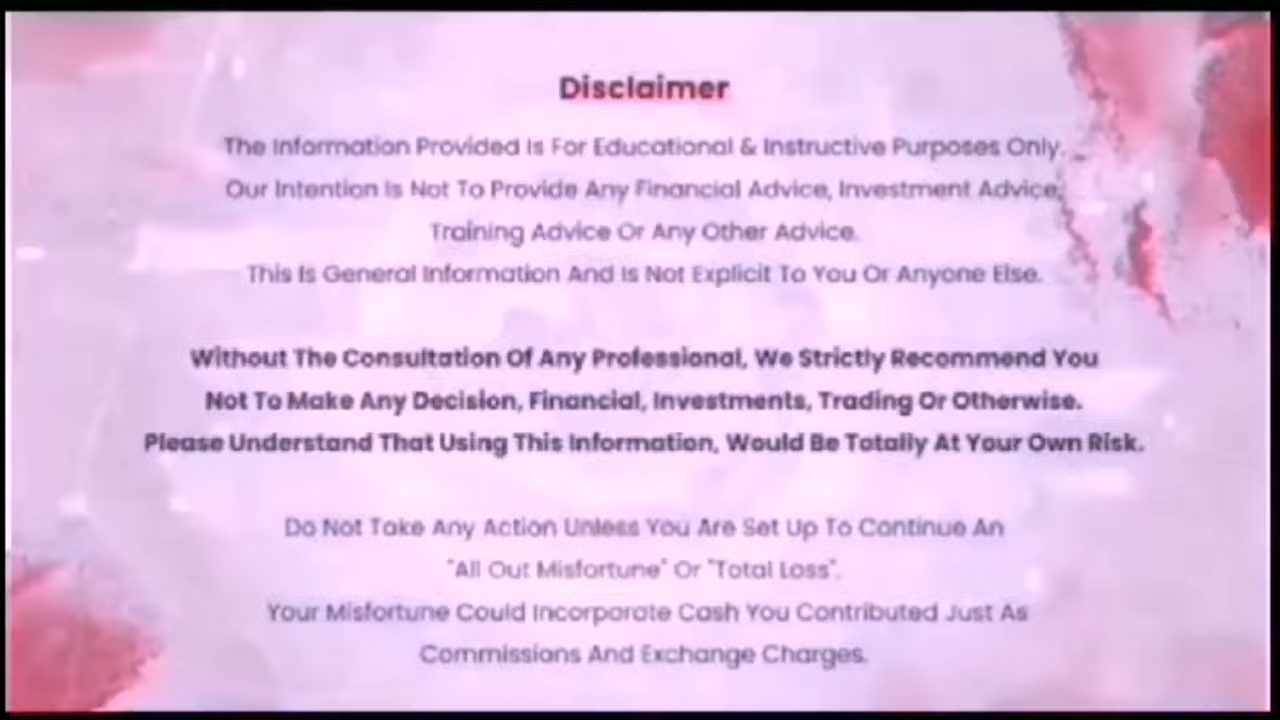 Disclaimer
The Information Provided Is For Educational & Instructive Purposes Only.
Our Intention Is Not To Provide Any Financial Advice, Investment Advice,
Training Advice Or Any Other Advice.
This Is General Information And Is Not Explicit To You Or Anyone Else.
Without The Consultation Of Any Professional, We Strictly Recommend You
Not To Make Any Decision, Financial, Investments, Trading Or Otherwise.
Please Understand That Using This Information, Would Be Totally At Your Own Risk.
Do Not Take Any Action Unless You Are Set Up To Continue An
"All Out Misfortune" Or "Total Loss".
Your Misfortune Could Incorporate Cash You Contributed Just As
Commissions And Exchange Charges.